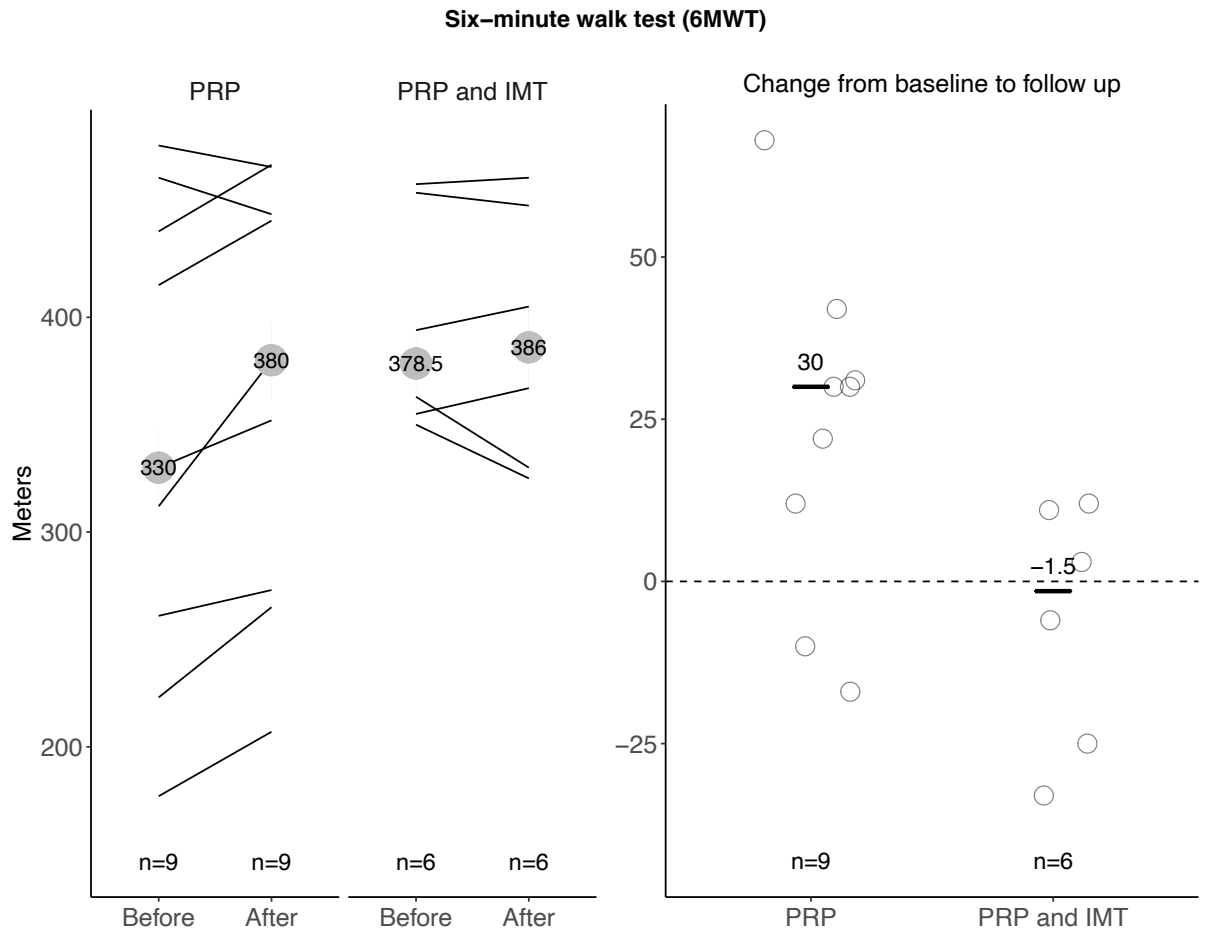 Six−minute walk test (6MWT)
PRP
PRP and IMT
Meters
400
300
200
330
380
378.5
386
n=9
n=9
n=6
n=6
Before
After
Before
After
Change from baseline to follow up
50
25
0
−25
30
−1.5
n=9
n=6
PRP
PRP and IMT